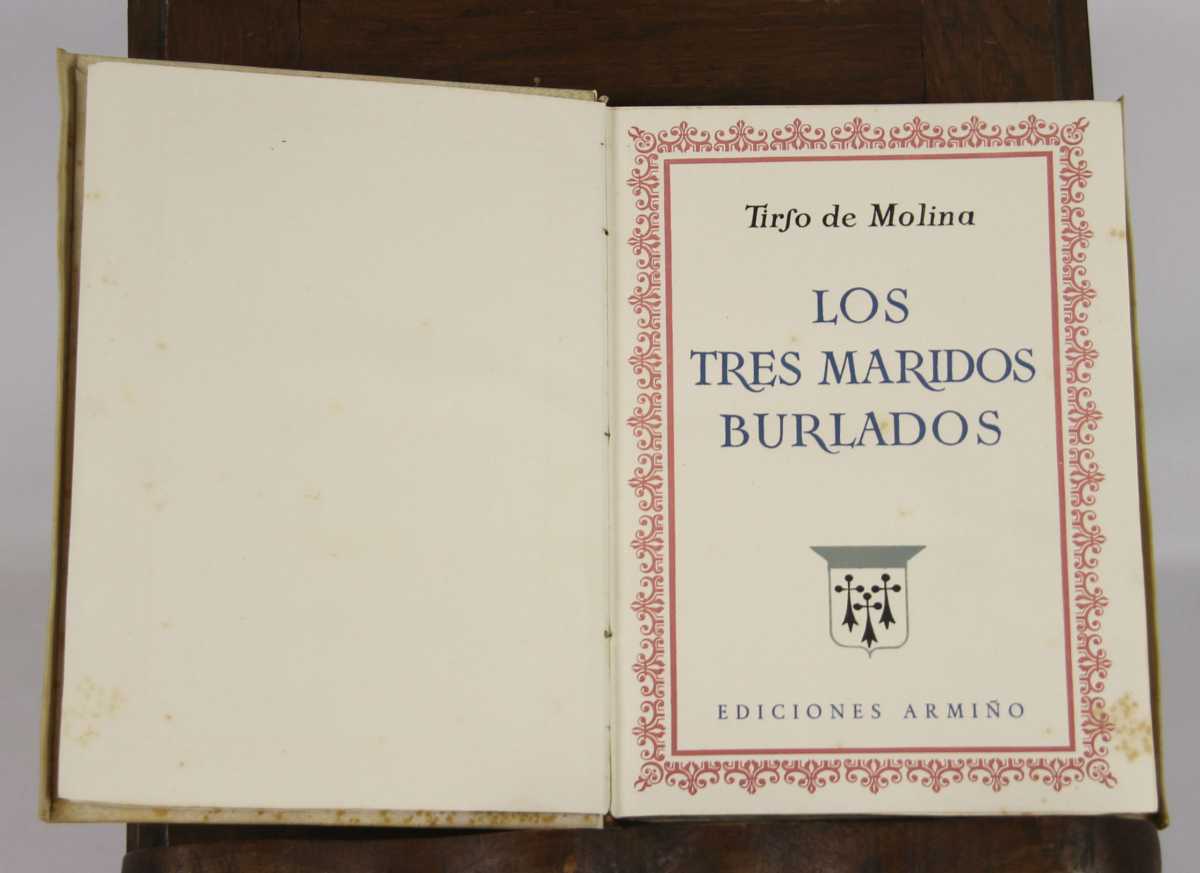 Tirſo de Molina
LOS
TRES MARIDOS
BURLADOS
EDICIONES ARMIÑO